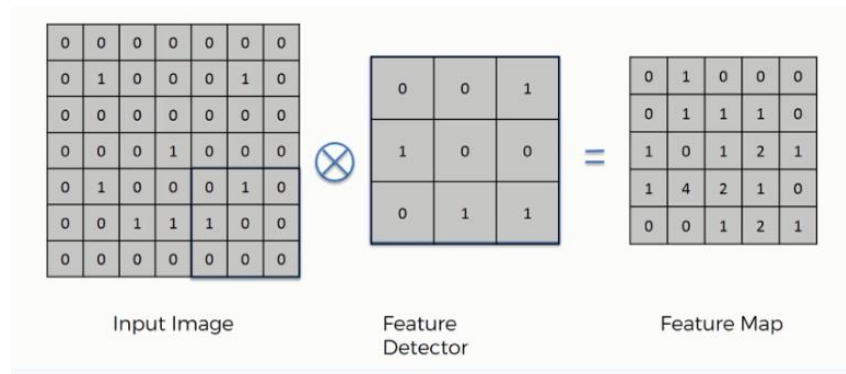 0 0 0 0 0 0 0
0 1 0 0 0 1 0
0 0 0 0 0 0 0
0 0 0 1 0 0 0
0 1 0 0 0 1 0
0 0 1 1 1 0 0
0 0 0 0 0 0 0
Input Image
0 0 1
1 0 0
0 1 1
Feature
Detector
=
0 1 0 0 0
0 1 1 1 0
1 0 1 2 1
1 4 2 1 0
0 0 1 2 1
Feature Map